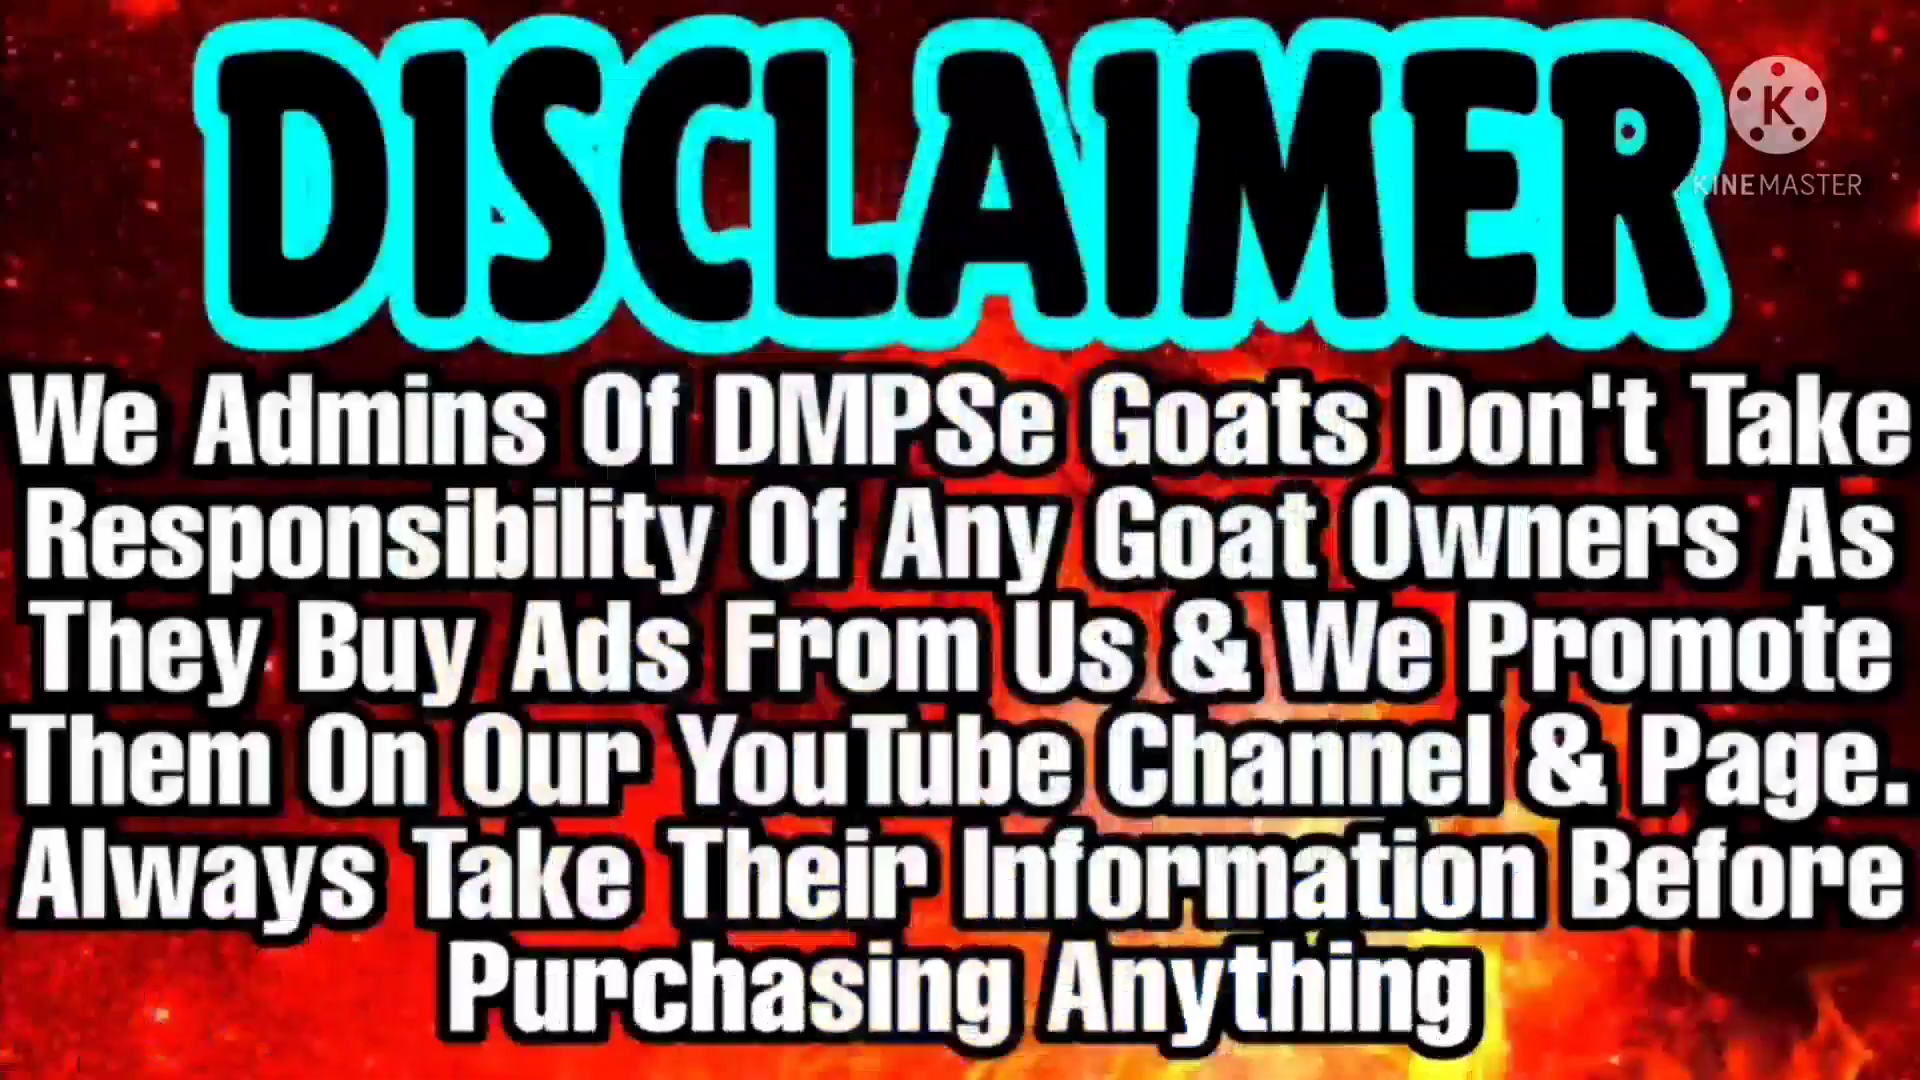 DISCLAIMER
K
KINEMASTER
We Admins Of DMPSe Goats Don't Take
Responsibility Of Any Goat Owners As
They Buy Ads From Us & We Promote
Them On Our YouTube Channel & Page.
Always Take Their Information Before
Purchasing Anything